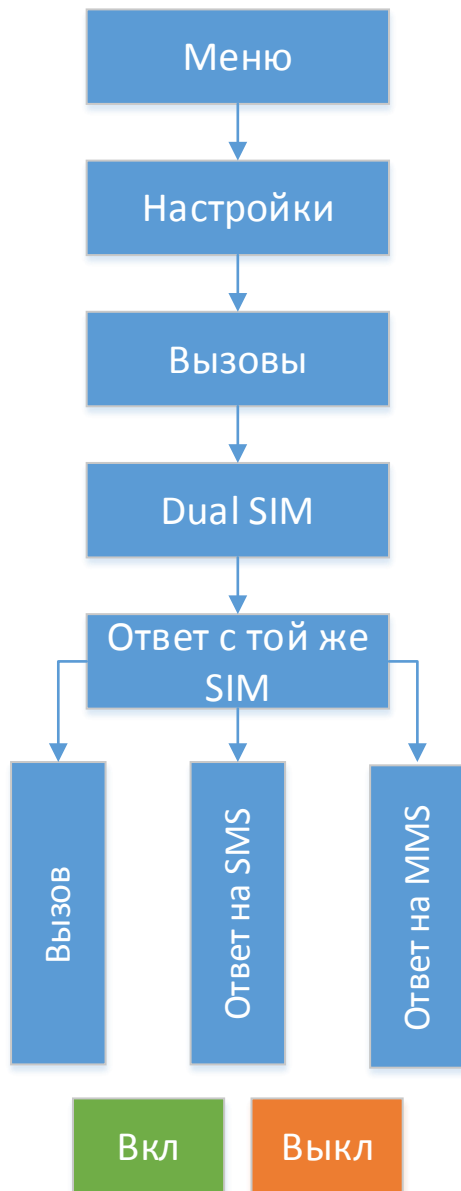 Меню
Настройки
Вызовы
Dual SIM
Ответ с той же
SIM
Вызов
Ответ на SMS
Ответ на MMS
Вкл
Выкл